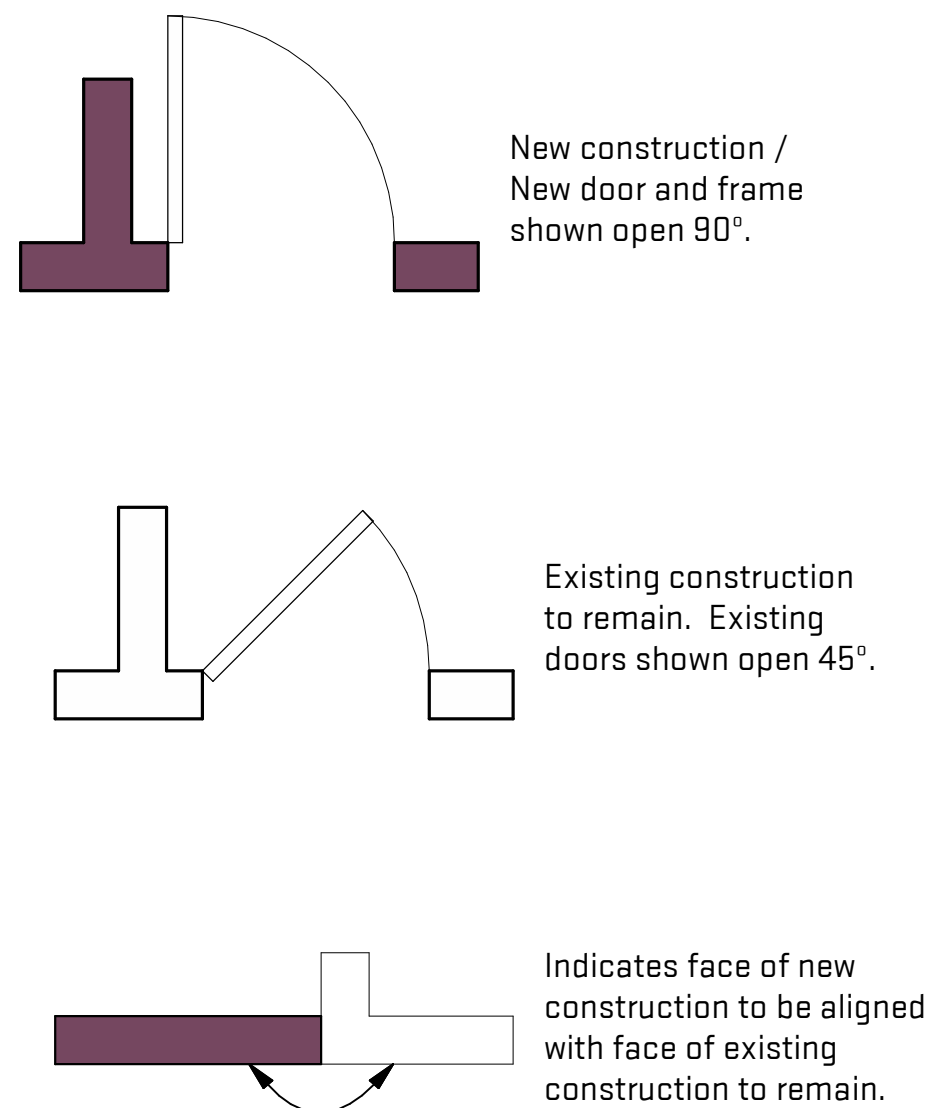 New construction /
New door and frame
shown open 90°.
Existing construction
to remain.  Existing
doors shown open 45°.
Indicates face of new
construction to be aligned
with face of existing
construction to remain.